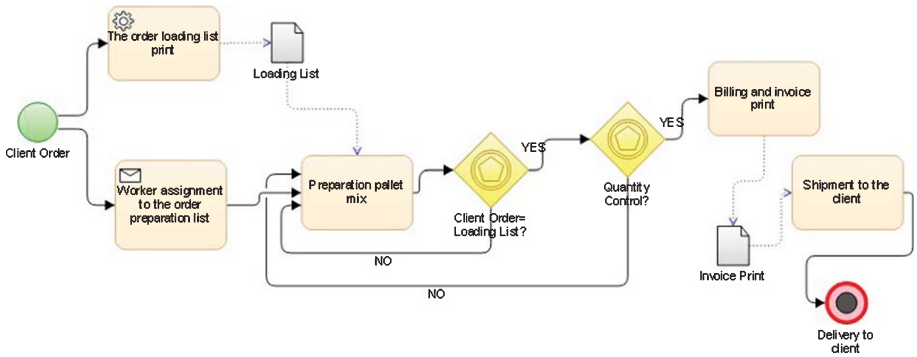 The order loading list
print
Loading List
Client Order
Worker assignment
to the order
preparation list
Preparation pallet
mix
Client Order=
Loading List?
YES
NO
Quantity
Control?
YES
NO
Billing and invoice
print
Invoice Print
Shipment to the
client
Delivery to
client